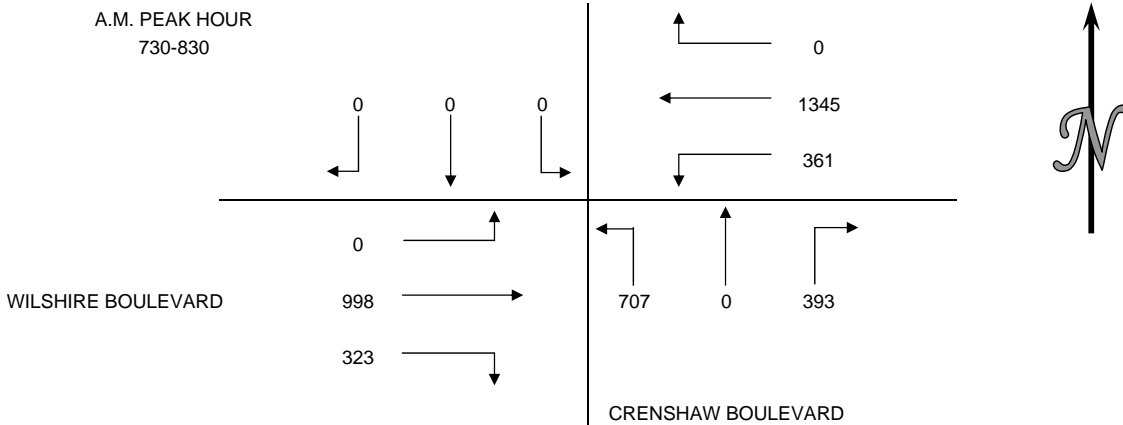 A.M. PEAK HOUR
730-830
0
1345
361
0 0 0
0
998
323
WILSHIRE BOULEVARD
707 0 393
CRENSHAW BOULEVARD
N